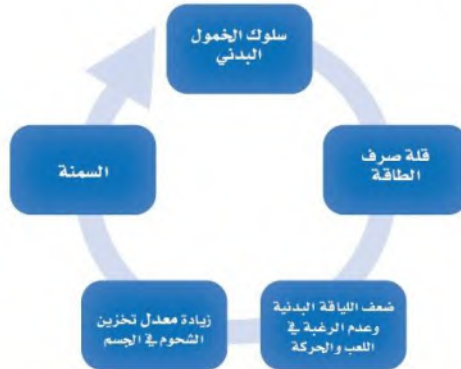 سلوك الخمول
البدني
قلة صرف
الطاقة
ضعف اللياقة البدنية
وعدم الرغبة في
اللعب والحركة
زيادة معدل تخزين
الشحوم في الجسم
السمنة